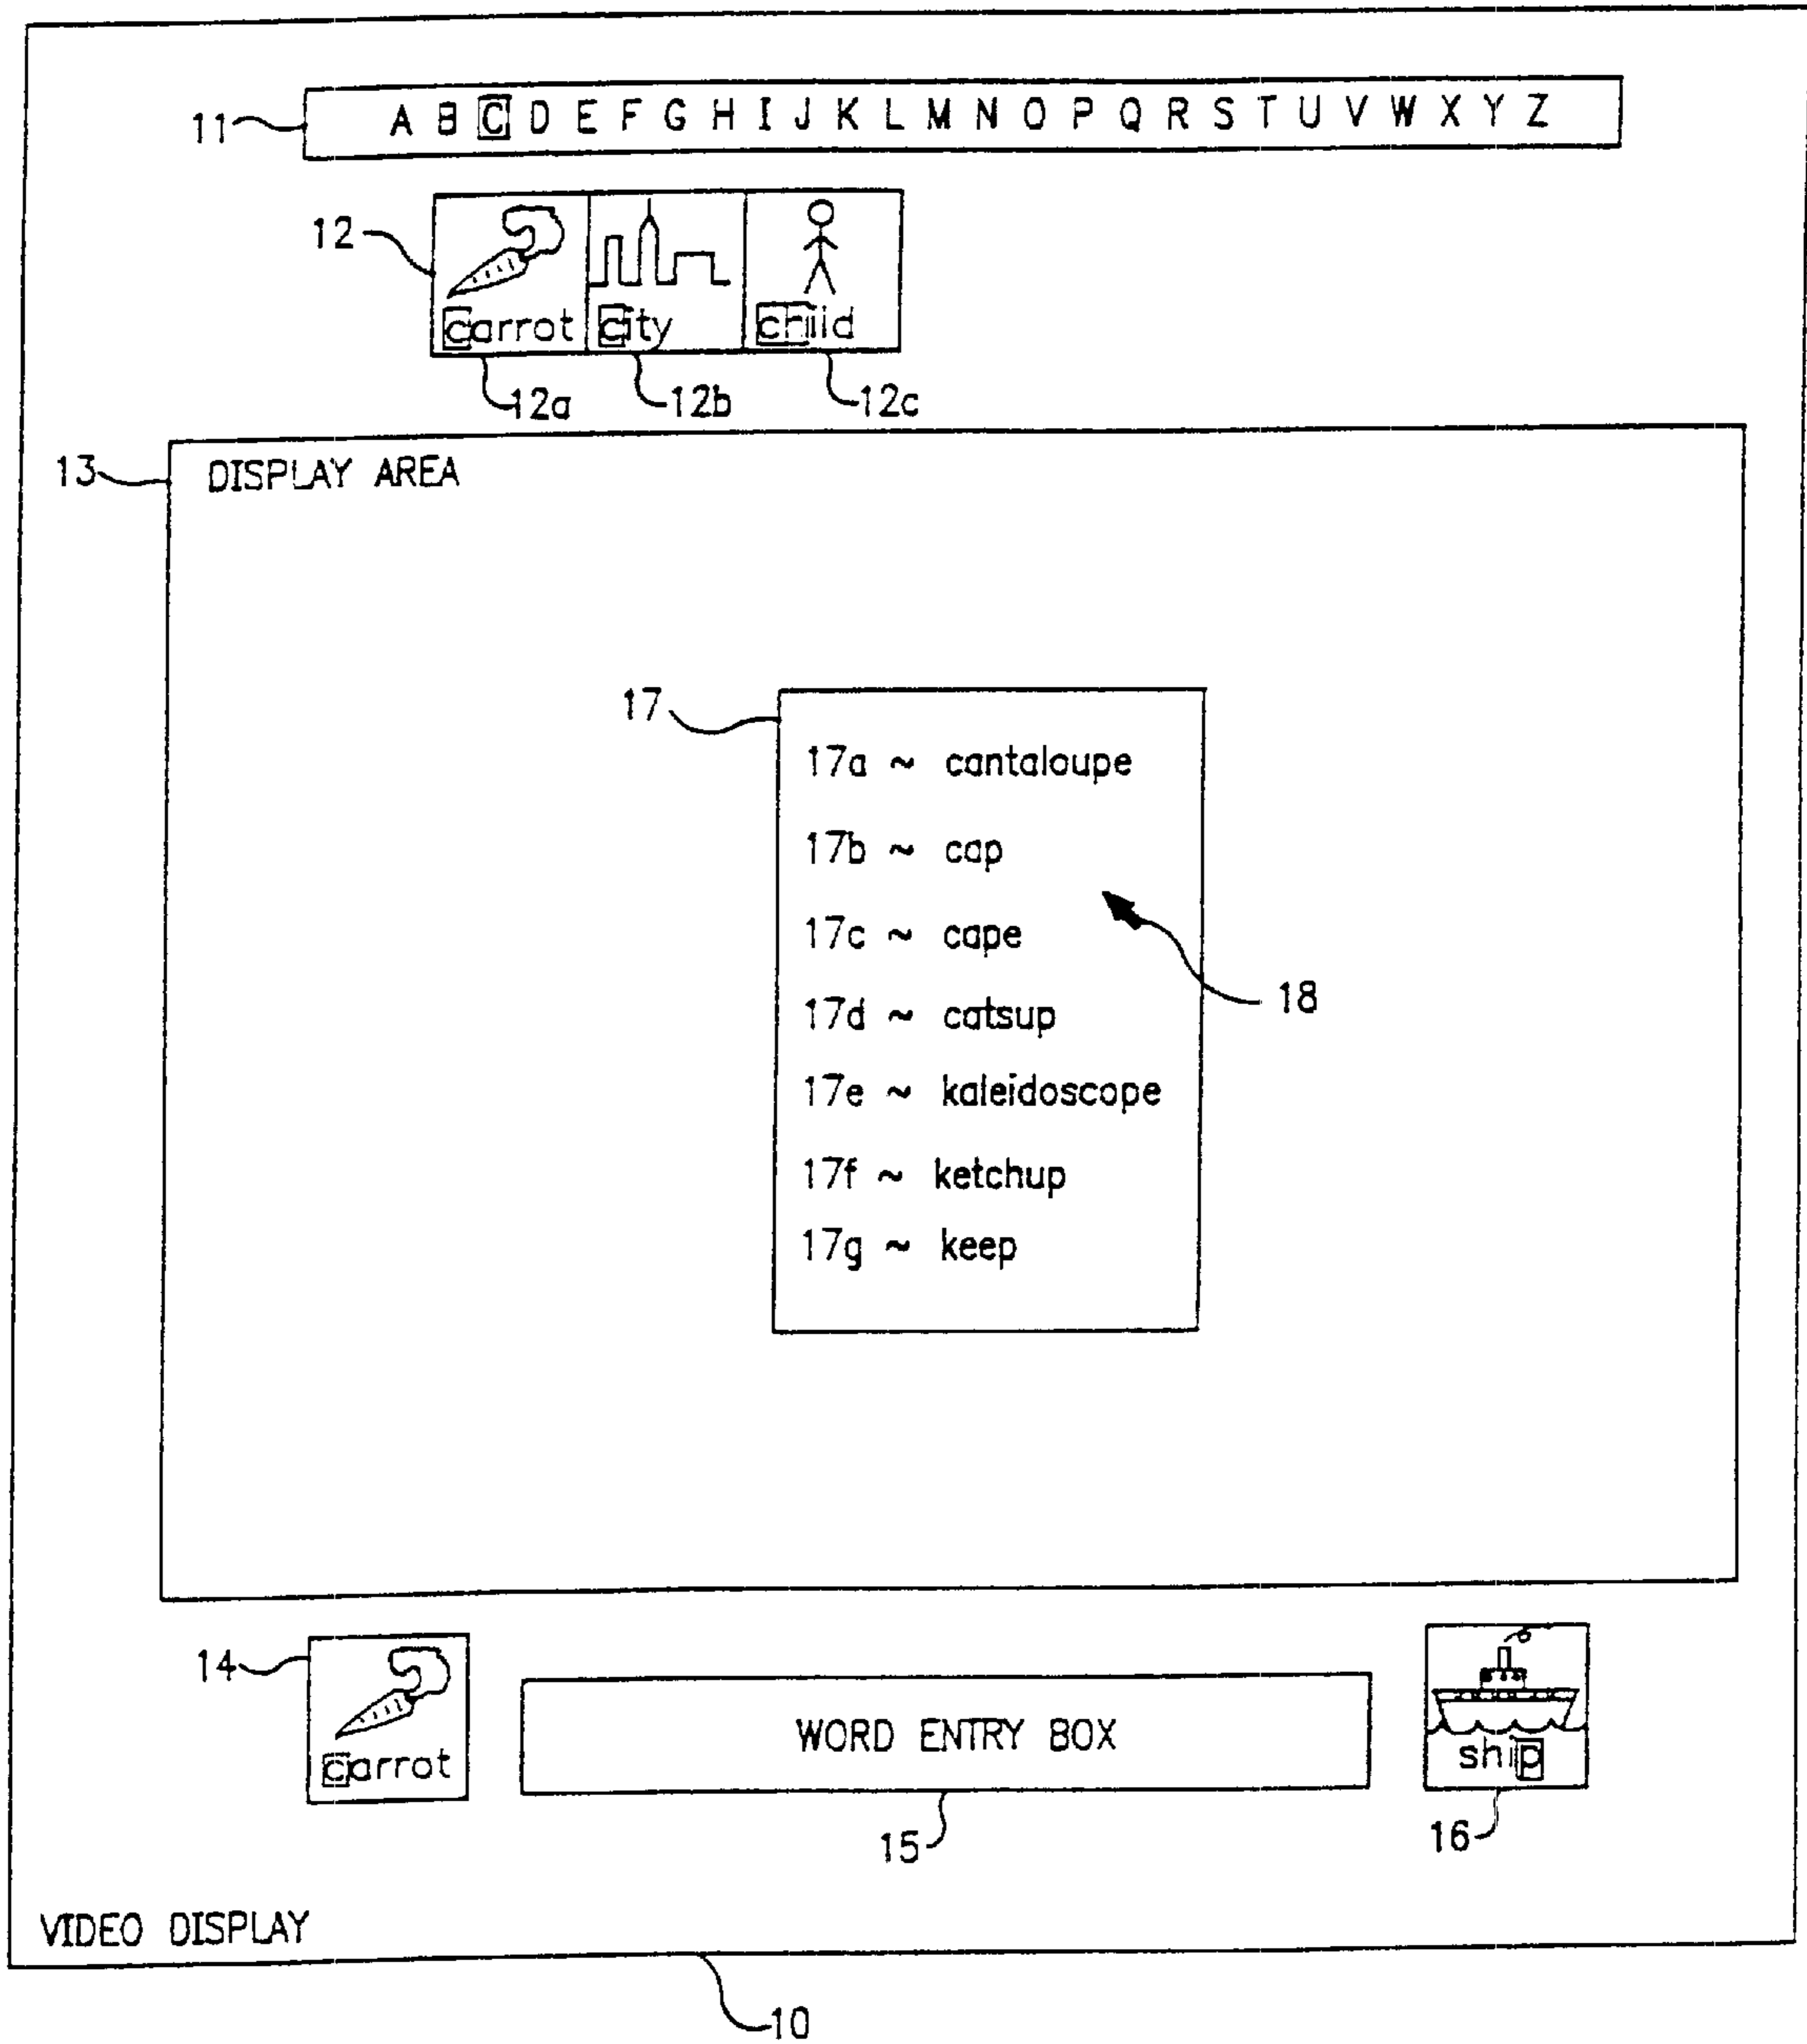 11 A B C D E F G H I J K L M N O P Q R S T U V W X Y Z
12
carrot city child
12a 12b 12c
13 DISPLAY AREA
17
17a ~ cantaloupe
17b ~ cap
17c ~ cape
18
17d ~ catsup
17e ~ kaleidoscope
17f ~ ketchup
17g ~ keep
14
carrot
WORD ENTRY BOX
ship
15
16
VIDEO DISPLAY
10